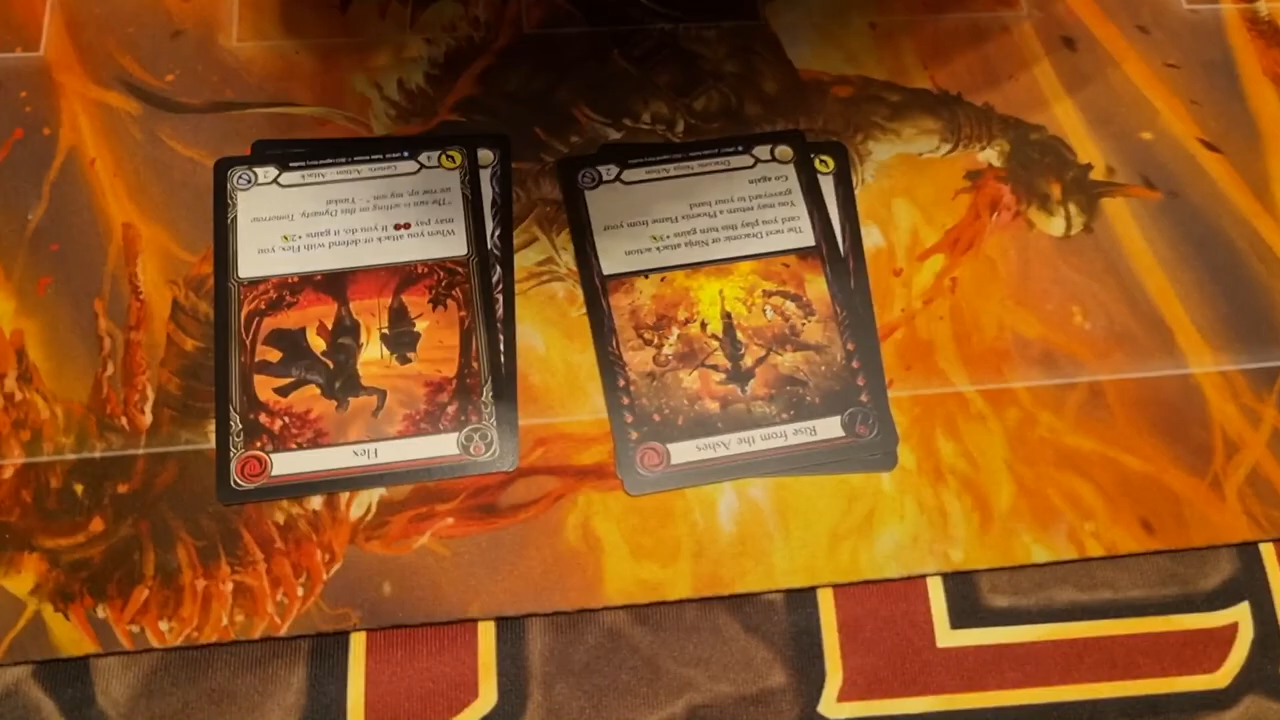 Flex
When you attack or defend with Flex, you
may pay
. If you do, it gains +2
"The sun is setting on this Dynasty. Tomorrow
we rise up, my son." - Yinlai
4
Generic Action - Attack
2
Rise from the Ashes
The next Draconic or Ninja attack action
card you play this turn gains +3
You may return a Phoenix Flame from your
graveyard to your hand
Go again
Draconic Ninja Action
2